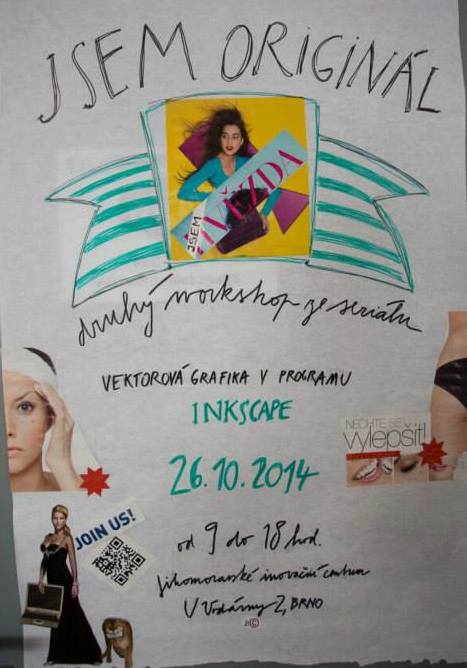 JSEM ORIGINÁL
JSEM
HVĚZDA
druhý workshop ze seriálu
VEKTOROVÁ GRAFIKA V PROGRAMU
INKSCAPE
NECHTE SE
vylepšit!
26.10.2014
JOIN US!
od 9 do 18 hod.
Jihomoravské inovační centrum
U Vodárny 2, BRNO